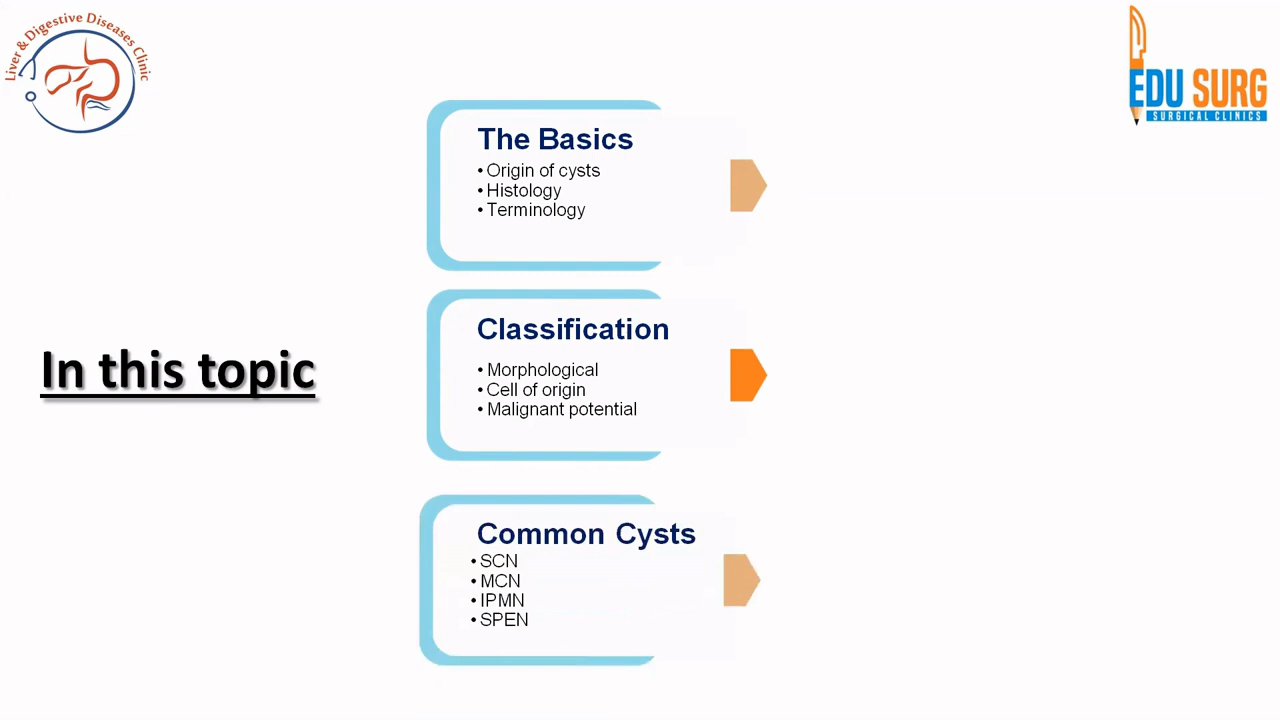 Liver & Digestive Diseases Clinic
EDU SURG
SURGICAL CLINICS
In this topic
The Basics
• Origin of cysts
• Histology
• Terminology
Classification
• Morphological
• Cell of origin
• Malignant potential
Common Cysts
• SCN
• MCN
• IPMN
• SPEN